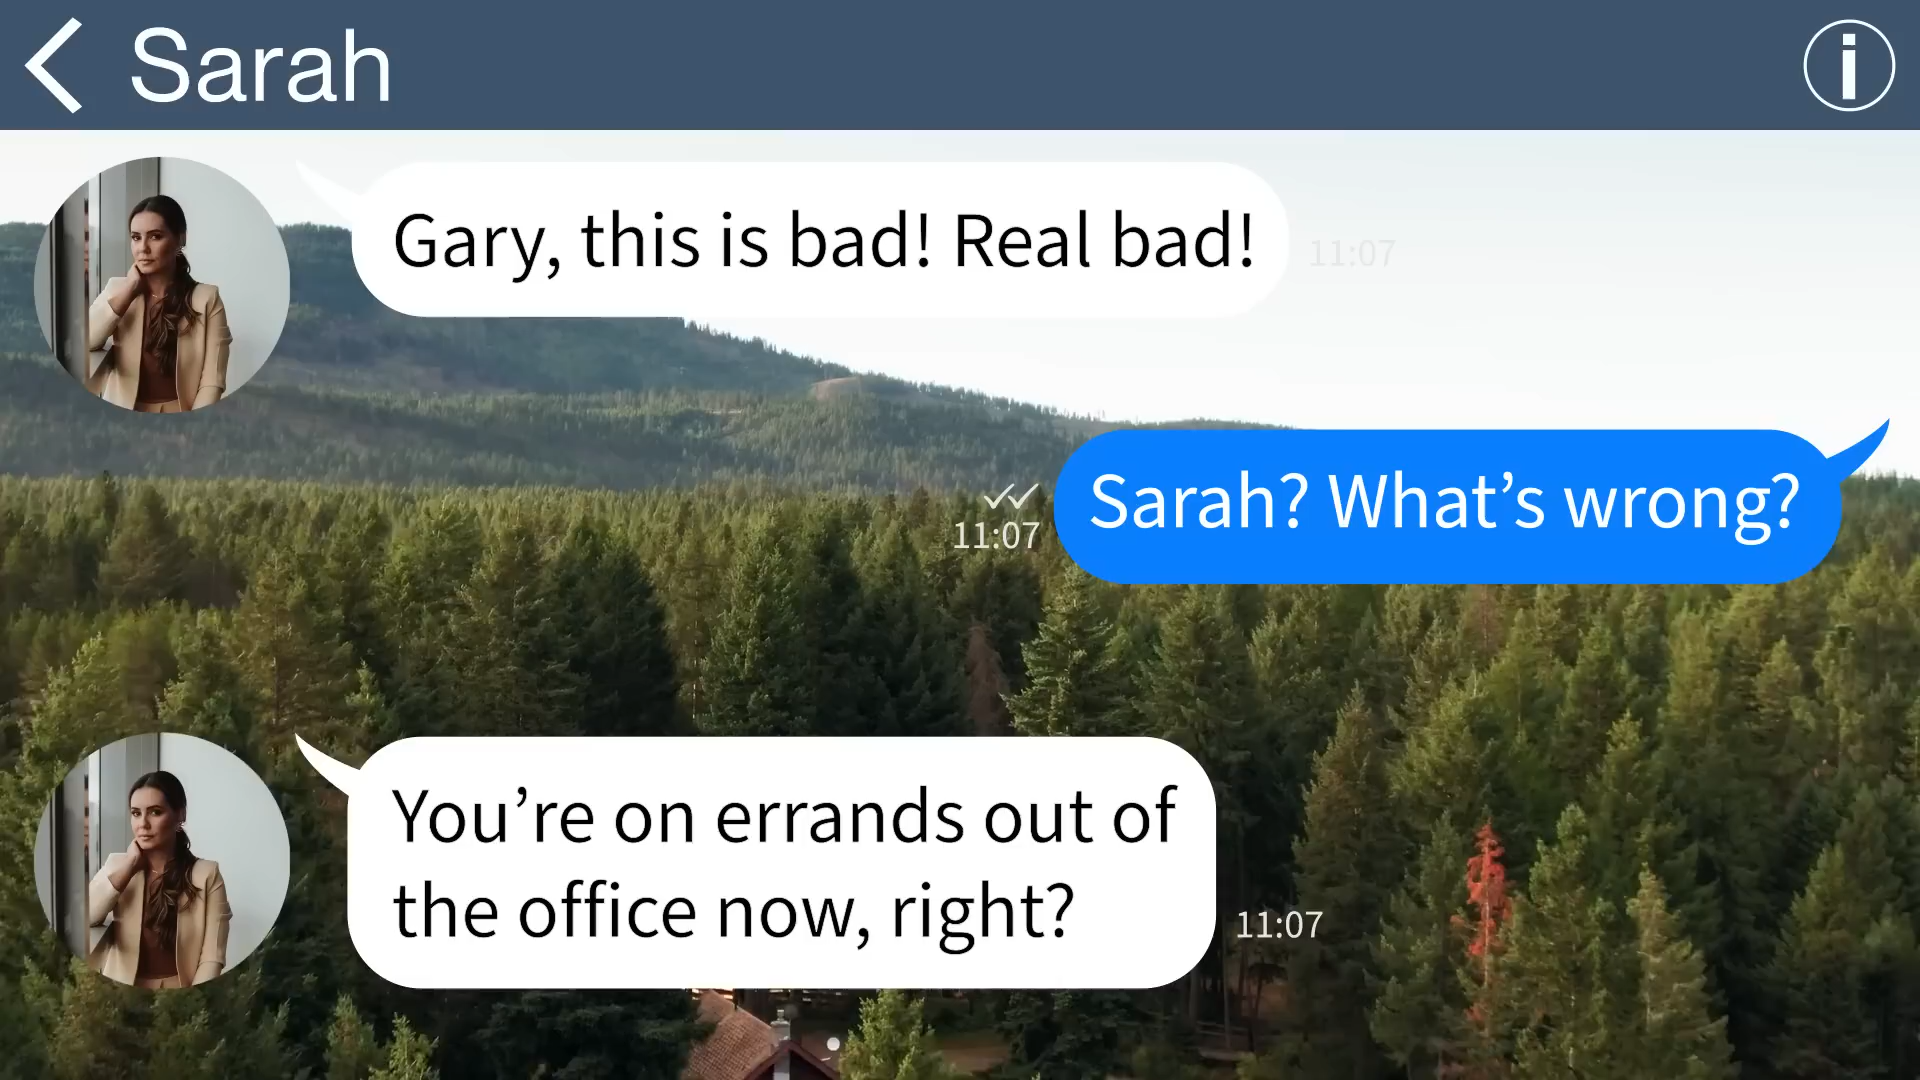 Sarah
Gary, this is bad! Real bad!
11:07
Sarah? What’s wrong?
11:07
You’re on errands out of
the office now, right?
11:07